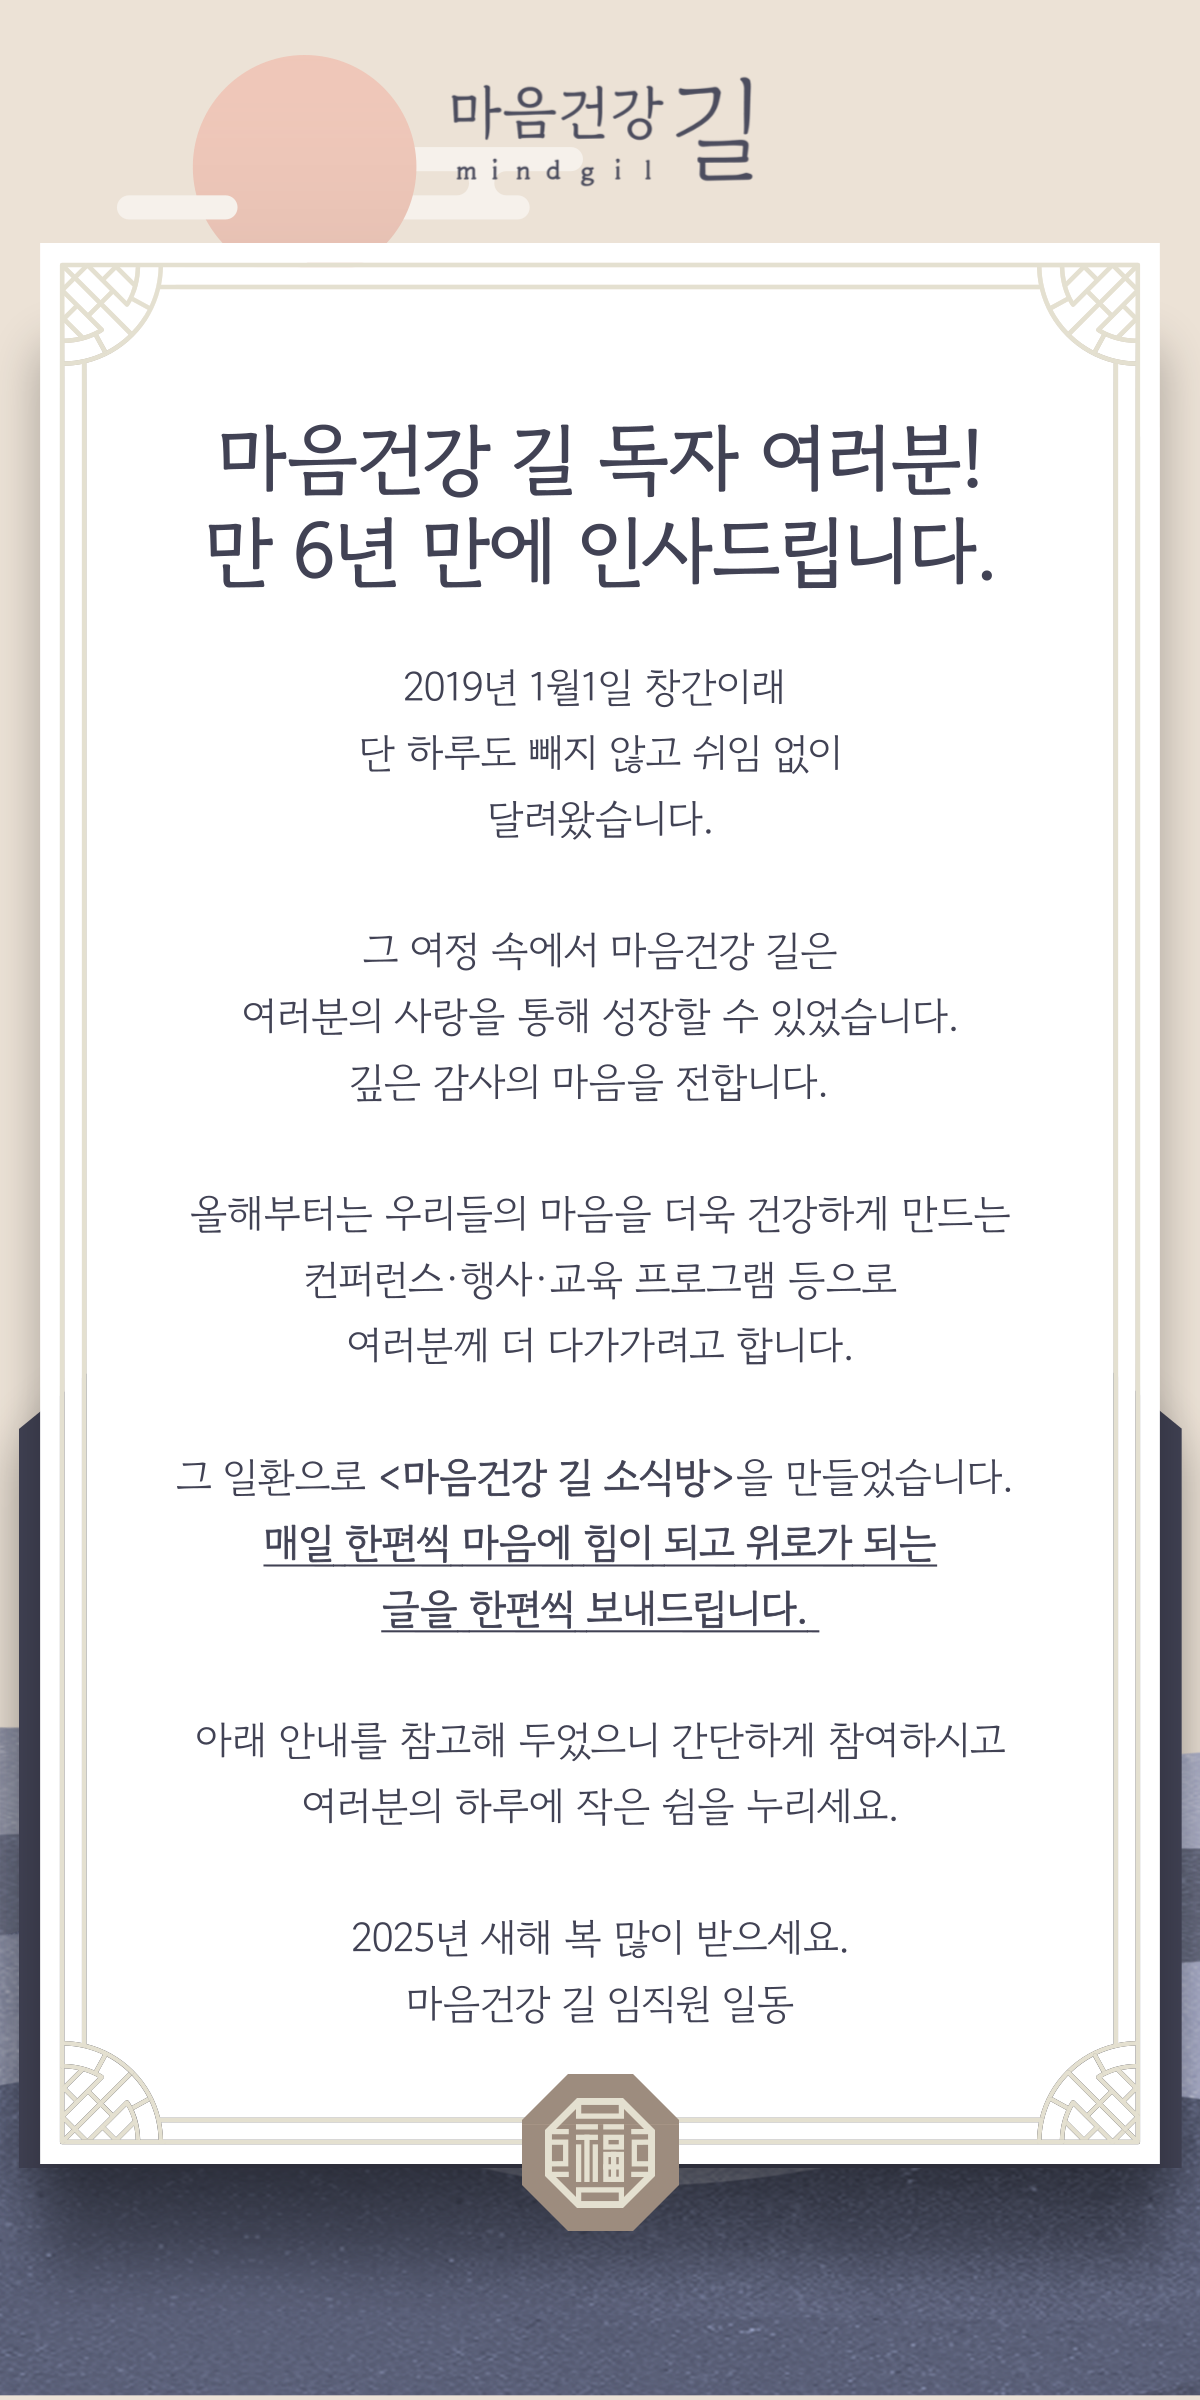 마음건강 길
mindgil
마음건강 길 독자 여러분!
만 6년 만에 인사드립니다.
2019년 1월1일 창간이래
단 하루도 빼지 않고 쉬임 없이
달려왔습니다.
그 여정 속에서 마음건강 길은
여러분의 사랑을 통해 성장할 수 있었습니다.
깊은 감사의 마음을 전합니다.
올해부터는 우리들의 마음을 더욱 건강하게 만드는
컨퍼런스·행사·교육 프로그램 등으로
여러분께 더 다가가려고 합니다.
그 일환으로 <마음건강 길 소식방>을 만들었습니다.
매일 한편씩 마음에 힘이 되고 위로가 되는
글을 한편씩 보내드립니다.
아래 안내를 참고해 두었으니 간단하게 참여하시고
여러분의 하루에 작은 쉼을 누리세요.
2025년 새해 복 많이 받으세요.
마음건강 길 임직원 일동
福